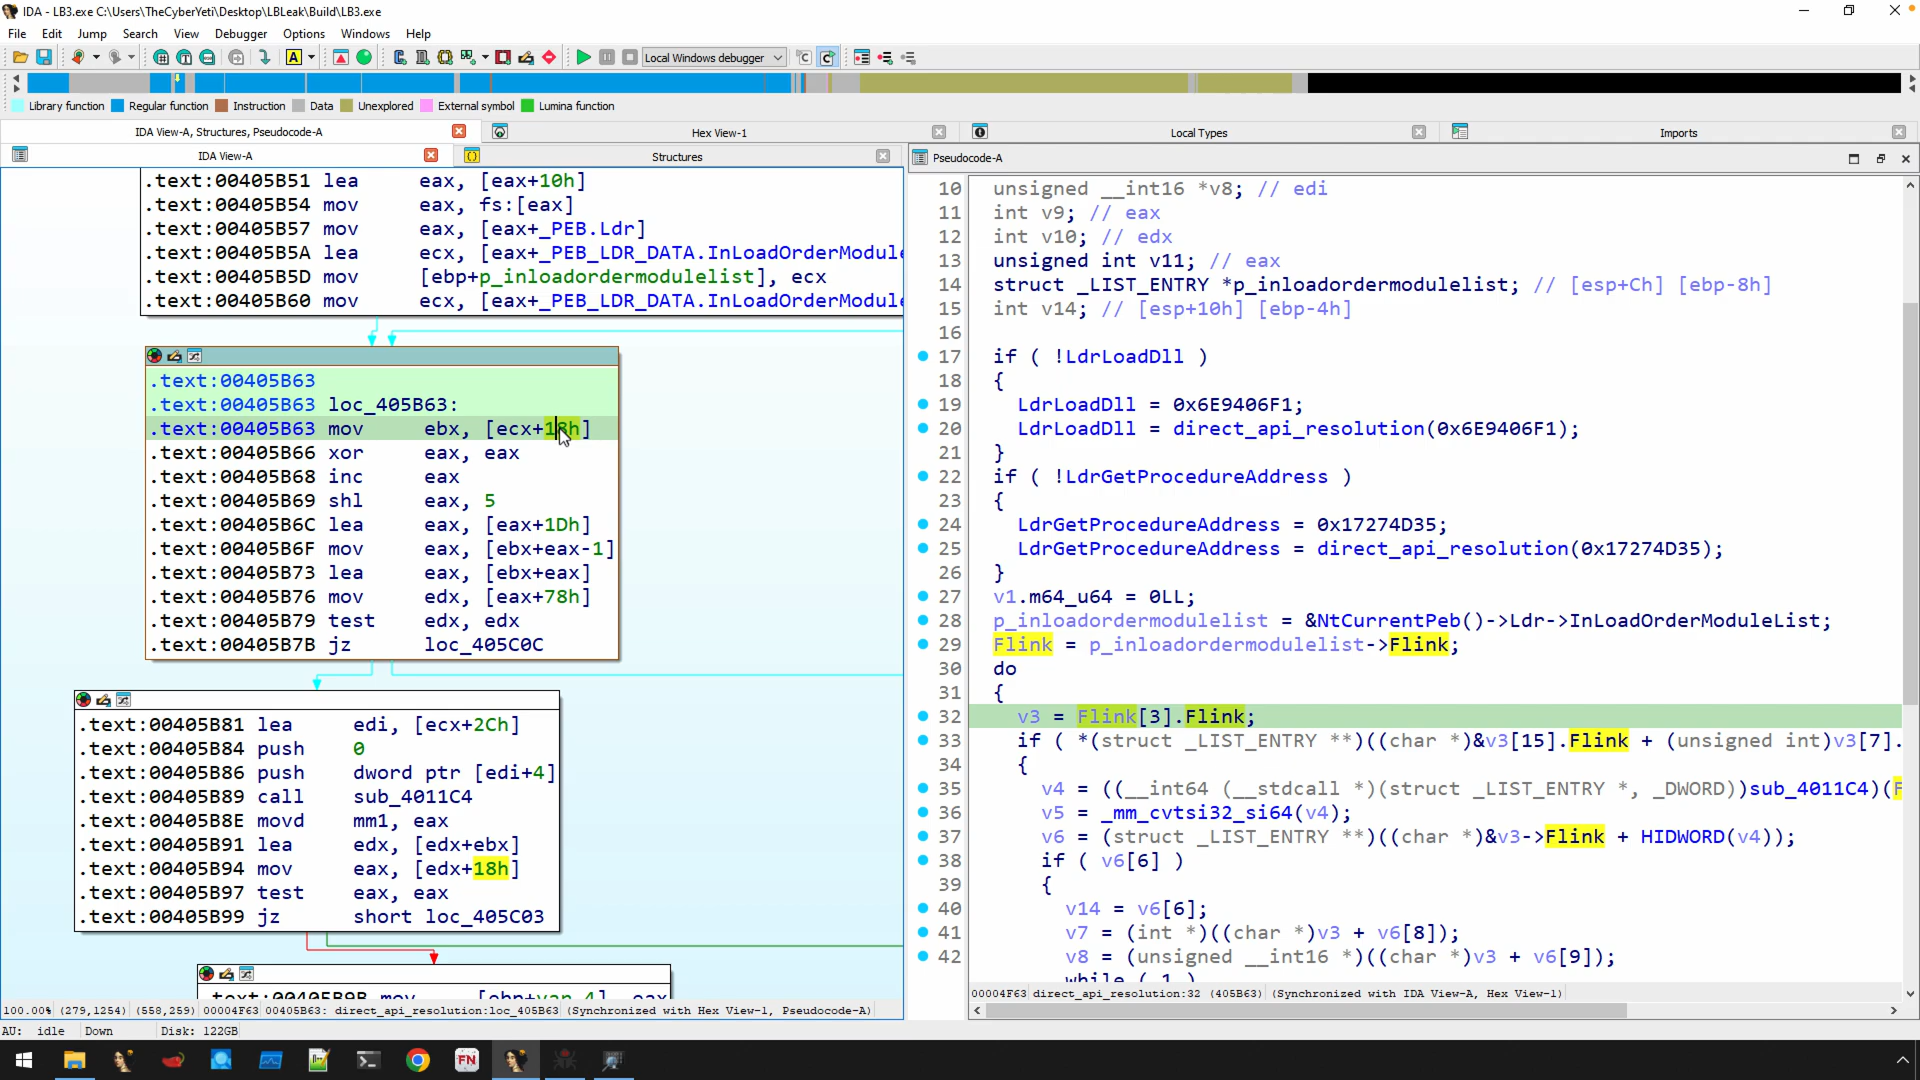 IDA - LB3.exe C:\Users\TheCyberYeti\Desktop\LBLeak\Build\LB3.exe
File Edit Jump Search View Debugger Options Windows Help
Local Windows debugger
Library function Regular function Instruction Data Unexplored External symbol Lumina function
IDA View-A, Structures, Pseudocode-A Hex View-1 Local Types Imports
IDA View-A Structures
.text:00405B51 lea eax, [eax+10h]
.text:00405B54 mov eax, fs:[eax]
.text:00405B57 mov eax, [eax+_PEB.Ldr]
.text:00405B5A lea ecx, [eax+_PEB_LDR_DATA.InLoadOrderModule
.text:00405B5D mov [ebp+p_inloadordermodulelist], ecx
.text:00405B60 mov ecx, [eax+_PEB_LDR_DATA.InLoadOrderModule
.text:00405B63
.text:00405B63 loc_405B63:
.text:00405B63 mov ebx, [ecx+18h]
.text:00405B66 xor eax, eax
.text:00405B68 inc eax
.text:00405B69 shl eax, 5
.text:00405B6C lea eax, [eax+1Dh]
.text:00405B6F mov eax, [ebx+eax-1]
.text:00405B73 lea eax, [ebx+eax]
.text:00405B76 mov edx, [eax+78h]
.text:00405B79 test edx, edx
.text:00405B7B jz loc_405C0C
.text:00405B81 lea edi, [ecx+2Ch]
.text:00405B84 push 0
.text:00405B86 push dword ptr [edi+4]
.text:00405B89 call sub_4011C4
.text:00405B8E movd mm1, eax
.text:00405B91 lea edx, [edx+ebx]
.text:00405B94 mov eax, [edx+18h]
.text:00405B97 test eax, eax
.text:00405B99 jz short loc_405C03
.text:00405B9B mov [ebp+var_4], eax
100.00% (279,1254) (558,259) 00004F63 00405B63: direct_api_resolution:loc_405B63 (Synchronized with Hex View-1, Pseudocode-A)
Pseudocode-A
10 unsigned __int16 *v8; // edi
11 int v9; // eax
12 int v10; // edx
13 unsigned int v11; // eax
14 struct _LIST_ENTRY *p_inloadordermodulelist; // [esp+Ch] [ebp-8h]
15 int v14; // [esp+10h] [ebp-4h]
16
17 if ( !LdrLoadDll )
18 {
19 LdrLoadDll = 0x6E9406F1;
20 LdrLoadDll = direct_api_resolution(0x6E9406F1);
21 }
22 if ( !LdrGetProcedureAddress )
23 {
24 LdrGetProcedureAddress = 0x17274D35;
25 LdrGetProcedureAddress = direct_api_resolution(0x17274D35);
26 }
27 v1.m64_u64 = 0LL;
28 p_inloadordermodulelist = &NtCurrentPeb()->Ldr->InLoadOrderModuleList;
29 Flink = p_inloadordermodulelist->Flink;
30 do
31 {
32 v3 = Flink[3].Flink;
33 if ( *(struct _LIST_ENTRY **)((char *)&v3[15].Flink + (unsigned int)v3[7].
34 {
35 v4 = ((__int64 (__stdcall *)(struct _LIST_ENTRY *, _DWORD))sub_4011C4)(F
36 v5 = _mm_cvtsi32_si64(v4);
37 v6 = (struct _LIST_ENTRY **)((char *)&v3->Flink + HIDWORD(v4));
38 if ( v6[6] )
39 {
40 v14 = v6[6];
41 v7 = (int *)((char *)v3 + v6[8]);
42 v8 = (unsigned __int16 *)((char *)v3 + v6[9]);
while ( 1 )
00004F63 direct_api_resolution:32 (405B63) (Synchronized with IDA View-A, Hex View-1)
AU: idle Down Disk: 122GB
FN